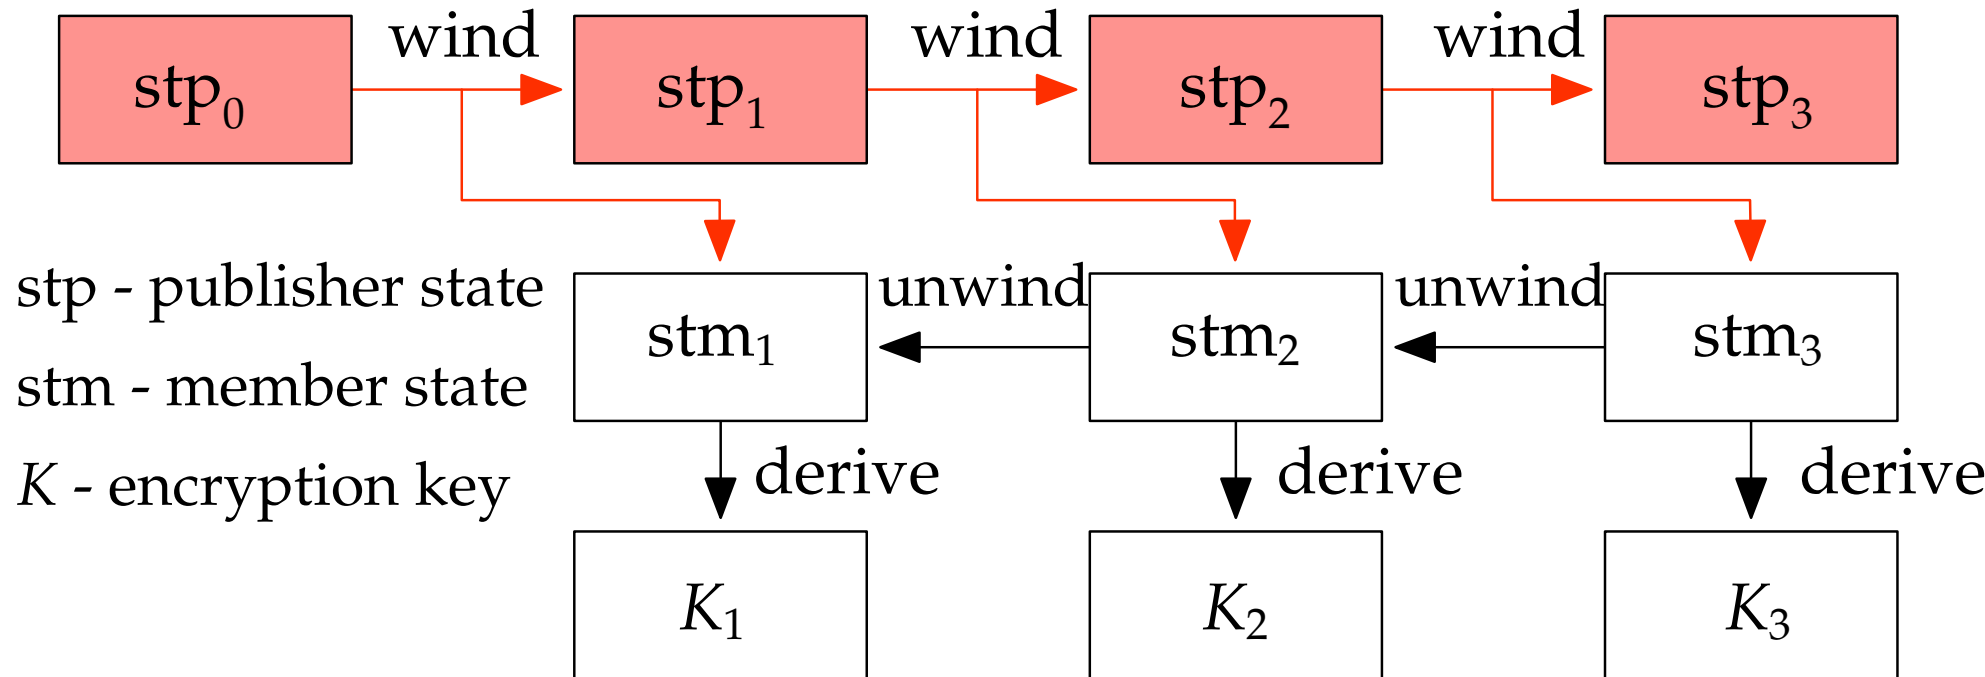 wind wind wind
stp0 stp1 stp2 stp3
stp - publisher state
unwind unwind
stm1 stm2 stm3
stm - member state
derive derive derive
K - encryption key
K1 K2 K3